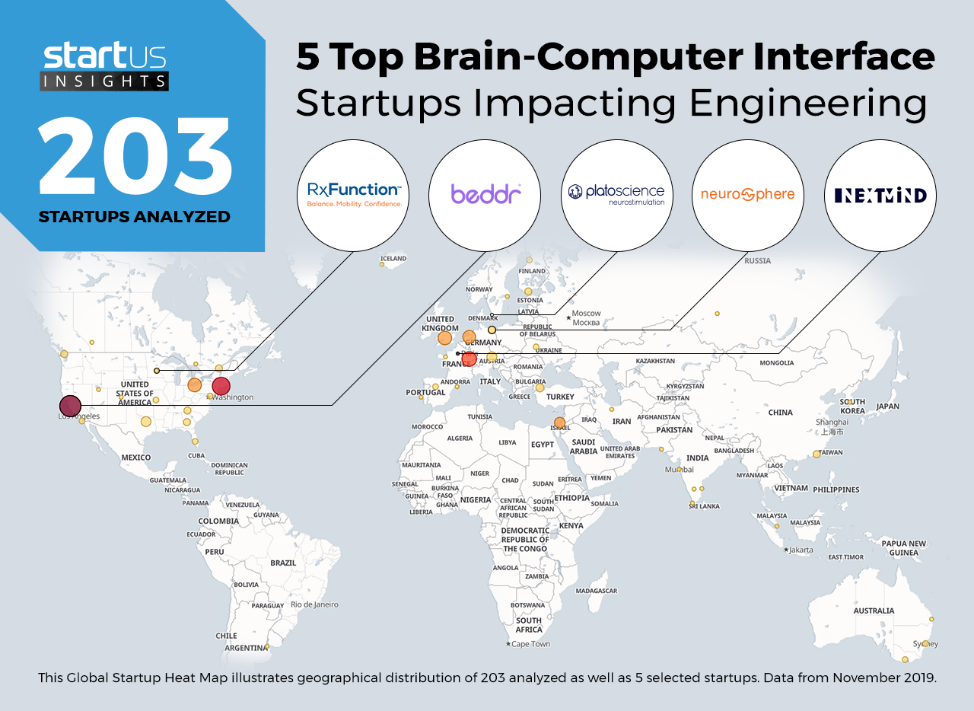 startus
INSIGHTS
203
STARTUPS ANALYZED
5 Top Brain-Computer Interface
Startups Impacting Engineering
RxFunction™
Balance. Mobility. Confidence.
beddr
platoscience
neurostimulation
neurosphere
NEXTMIND
ICELAND
RUSSIA
FINLAND
NORWAY
ESTONIA
LATVIA
DENMARK
Moscow
Москва
UNITED
KINGDOM
REPUBLIC
OF BELARUS
GERMANY
UKRAINE
FRANCE
AUSTRIA
KAZAKHSTAN
MONGOLIA
ROMANIA
UNITED
STATES OF
AMERICA
Washington
Los Angeles
PORTUGAL
ANDORRA
ITALY
BULGARIA
GREECE
TURKEY
KYRGYZSTAN
TAJIKISTAN
CHINA
SOUTH
KOREA
JAPAN
TUNISIA
MOROCCO
ISRAEL
IRAQ
IRAN
AFGHANISTAN
PAKISTAN
Shanghai
上海市
ALGERIA
LIBYA
EGYPT
SAUDI
ARABIA
UNITED ARAB
EMIRATES
NEPAL
BANGLADESH
TAIWAN
MEXICO
CUBA
DOMINICAN
REPUBLIC
INDIA
Mumbai
MYANMAR
LAOS
GUATEMALA
NICARAGUA
MAURITANIA
MALI
NIGER
CHAD
SUDAN
ERITREA
YEMEN
VIETNAM
PHILIPPINES
SENEGAL
BURKINA
FASO
GUINEA
GHANA
NIGERIA
LIBERIA
CENTRAL
AFRICAN
REPUBLIC
SOUTH
SUDAN
ETHIOPIA
SOMALIA
SRI LANKA
PANAMA
VENEZUELA
GUYANA
COLOMBIA
ECUADOR
KENYA
MALAYSIA
MALAYSIA
DEMOCRATIC
REPUBLIC OF
THE CONGO
PERU
BRAZIL
Jakarta
EAST TIMOR
PAPUA NEW
GUINEA
ANGOLA
ZAMBIA
BOLIVIA
MADAGASCAR
PARAGUAY
Rio de Janeiro
BOTSWANA
AUSTRALIA
SOUTH
AFRICA
CHILE
ARGENTINA
Cape Town
Sydney
This Global Startup Heat Map illustrates geographical distribution of 203 analyzed as well as 5 selected startups. Data from November 2019.